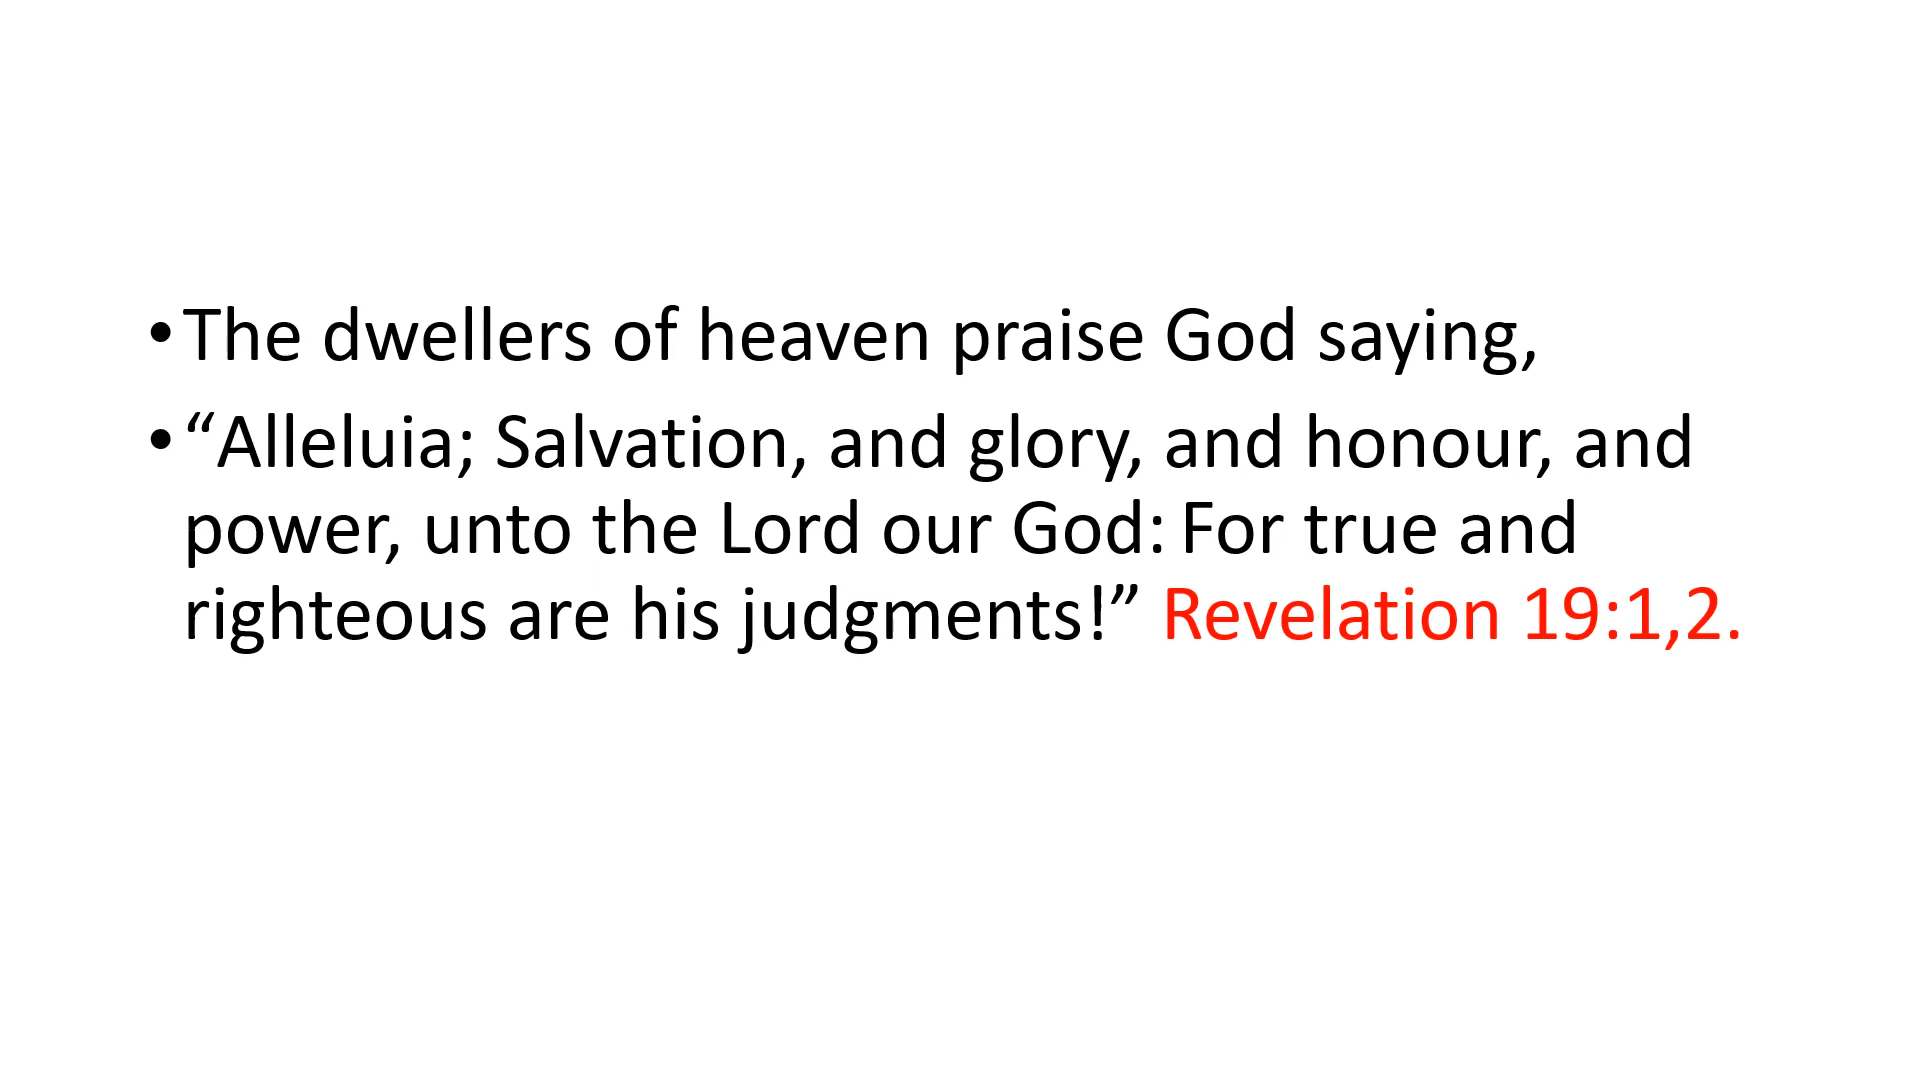 •The dwellers of heaven praise God saying,
•“Alleluia; Salvation, and glory, and honour, and
power, unto the Lord our God: For true and
righteous are his judgments!” Revelation 19:1,2.